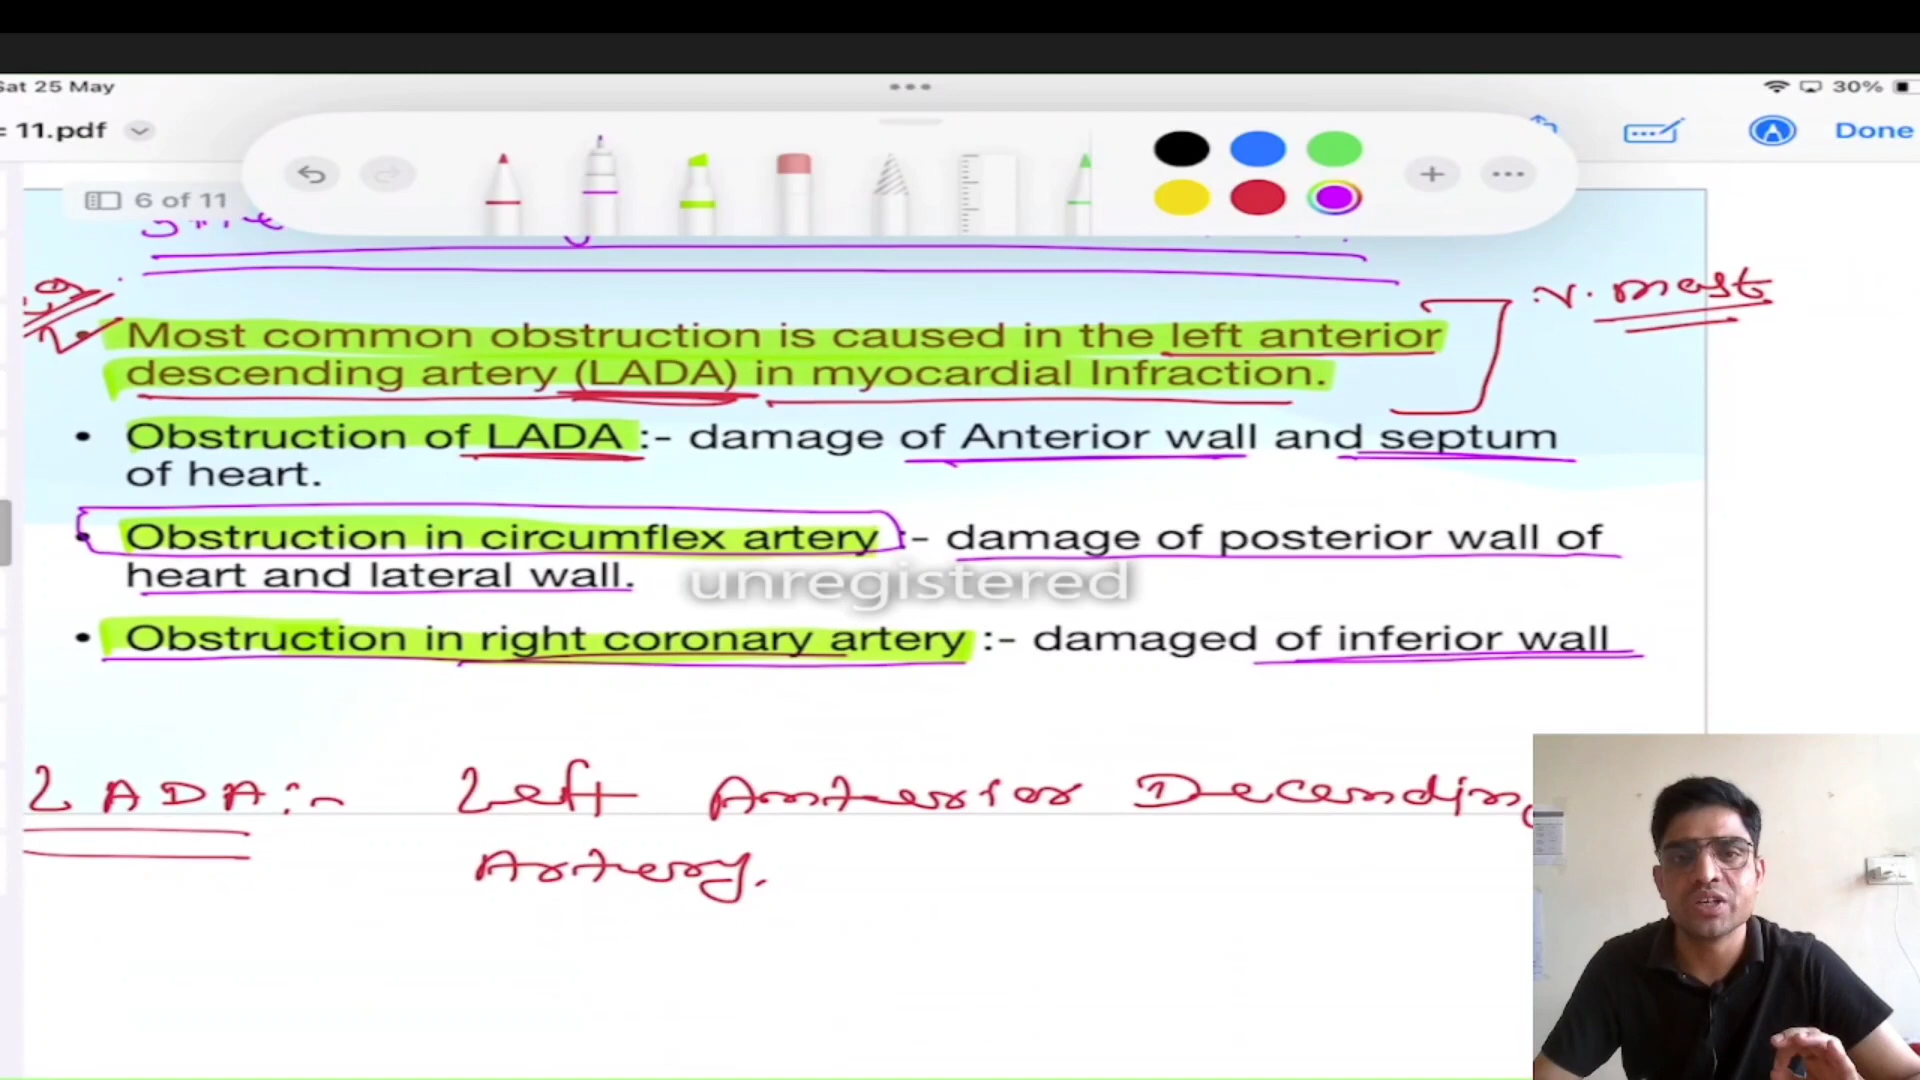 Sat 25 May
30%
= 11.pdf
Done
6 of 11
v. most
Most common obstruction is caused in the left anterior
descending artery (LADA) in myocardial Infraction.
• Obstruction of LADA :- damage of Anterior wall and septum
of heart.
• Obstruction in circumflex artery :- damage of posterior wall of
heart and lateral wall.
unregistered
• Obstruction in right coronary artery :- damaged of inferior wall
LADA:- Left Anterior Decending
Artery.